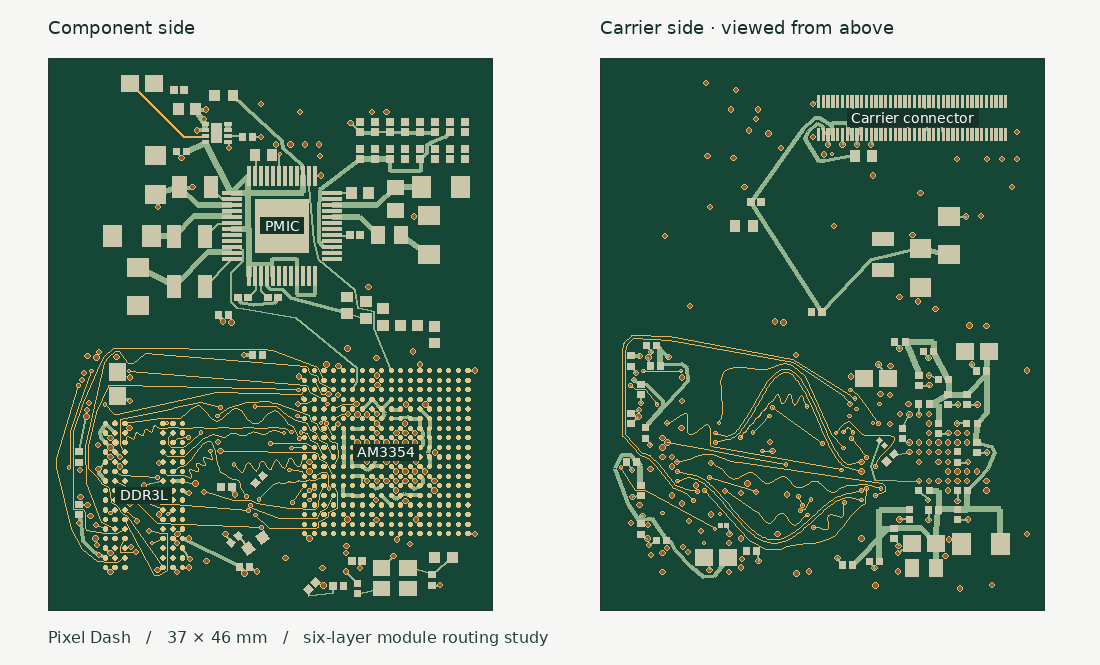 Component side
Carrier side · viewed from above
Carrier connector
PMIC
AM3354
DDR3L
Pixel Dash / 37 × 46 mm / six-layer module routing study